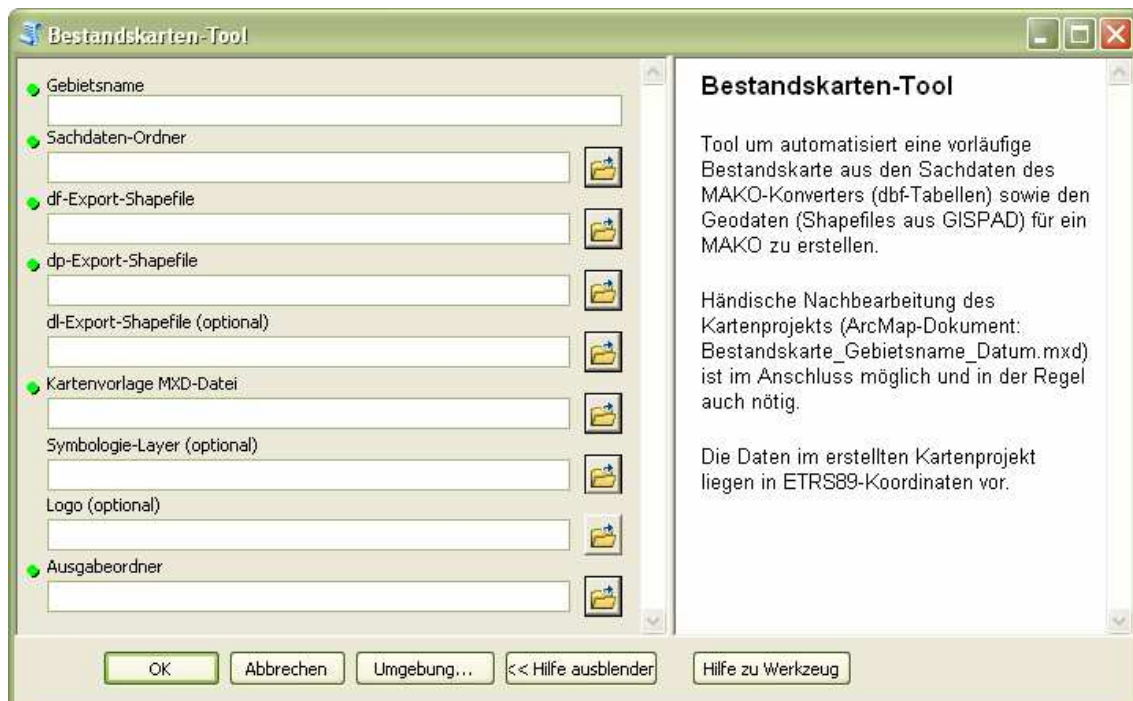 Bestandskarten-Tool
Gebietsname
Sachdaten-Ordner
df-Export-Shapefile
dp-Export-Shapefile
dl-Export-Shapefile (optional)
Kartenvorlage MXD-Datei
Symbologie-Layer (optional)
Logo (optional)
Ausgabeordner
Bestandskarten-Tool
Tool um automatisiert eine vorläufige
Bestandskarte aus den Sachdaten des
MAKO-Konverters (dbf-Tabellen) sowie den
Geodaten (Shapefiles aus GISPAD) für ein
MAKO zu erstellen.
Händische Nachbearbeitung des
Kartenprojekts (ArcMap-Dokument:
Bestandskarte_Gebietsname_Datum.mxd)
ist im Anschluss möglich und in der Regel
auch nötig.
Die Daten im erstellten Kartenprojekt
liegen in ETRS89-Koordinaten vor.
OK
Abbrechen
Umgebung...
<< Hilfe ausblender
Hilfe zu Werkzeug